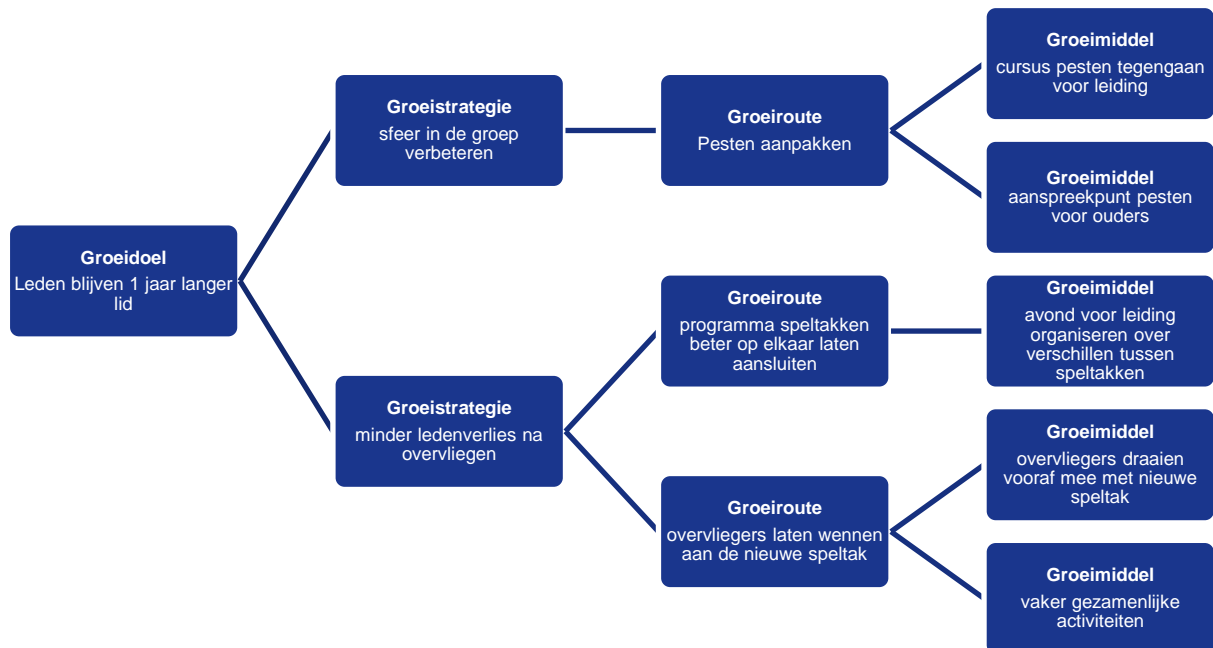 Groeidoel
Leden blijven 1 jaar langer
lid
Groeistrategie
sfeer in de groep
verbeteren
Groeiroute
Pesten aanpakken
Groeimiddel
cursus pesten tegengaan
voor leiding
Groeimiddel
aanspreekpunt pesten
voor ouders
Groeistrategie
minder ledenverlies na
overvliegen
Groeiroute
programma speltakken
beter op elkaar laten
aansluiten
Groeimiddel
avond voor leiding
organiseren over
verschillen tussen
speltakken
Groeiroute
overvliegers laten wennen
aan de nieuwe speltak
Groeimiddel
overvliegers draaien
vooraf mee met nieuwe
speltak
Groeimiddel
vaker gezamenlijke
activiteiten